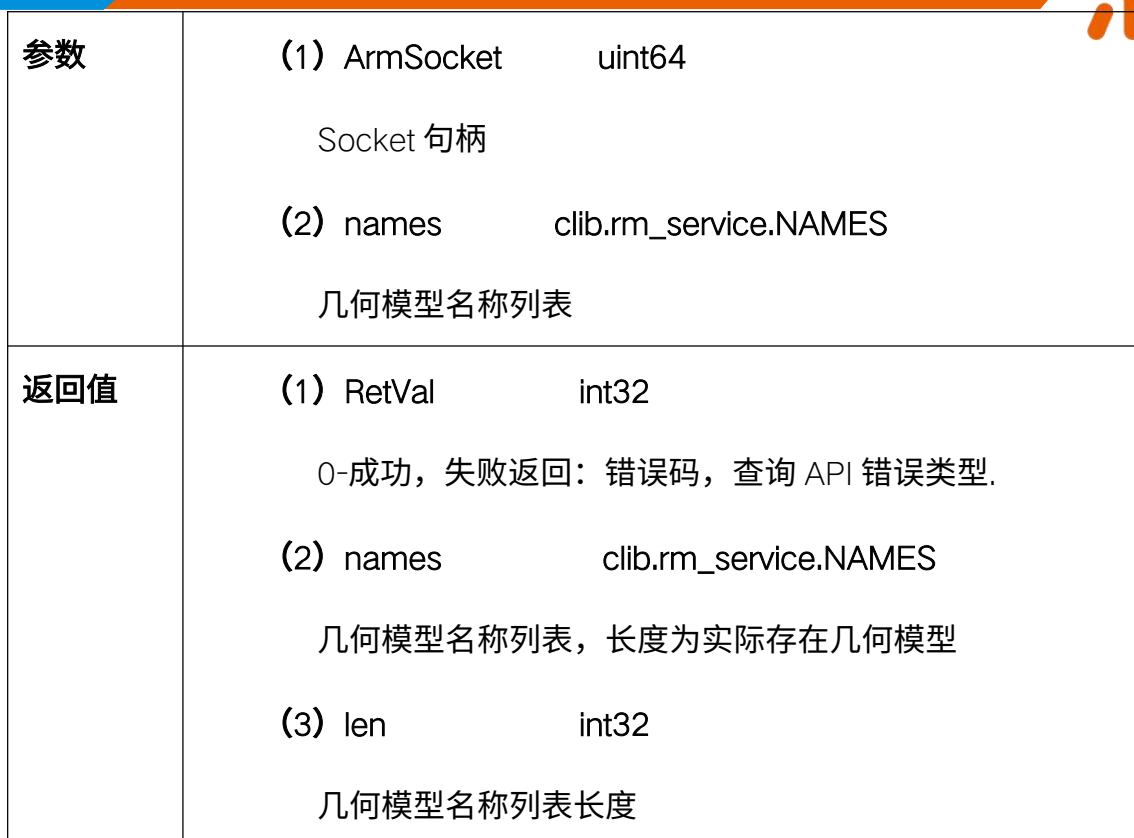 参数 （1）ArmSocket uint64
Socket 句柄
（2）names clib.rm_service.NAMES
几何模型名称列表
返回值 （1）RetVal int32
0-成功，失败返回：错误码，查询 API 错误类型.
（2）names clib.rm_service.NAMES
几何模型名称列表，长度为实际存在几何模型
（3）len int32
几何模型名称列表长度